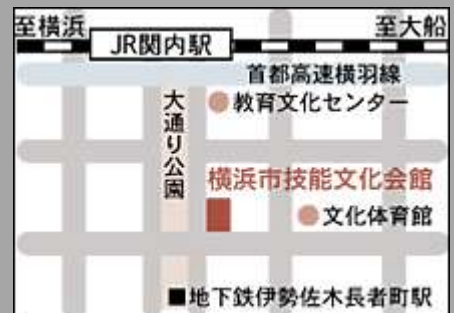 至横浜
至大船
JR関内駅
首都高速横羽線
大通り公園
教育文化センター
横浜市技能文化会館
文化体育館
地下鉄伊勢佐木長者町駅